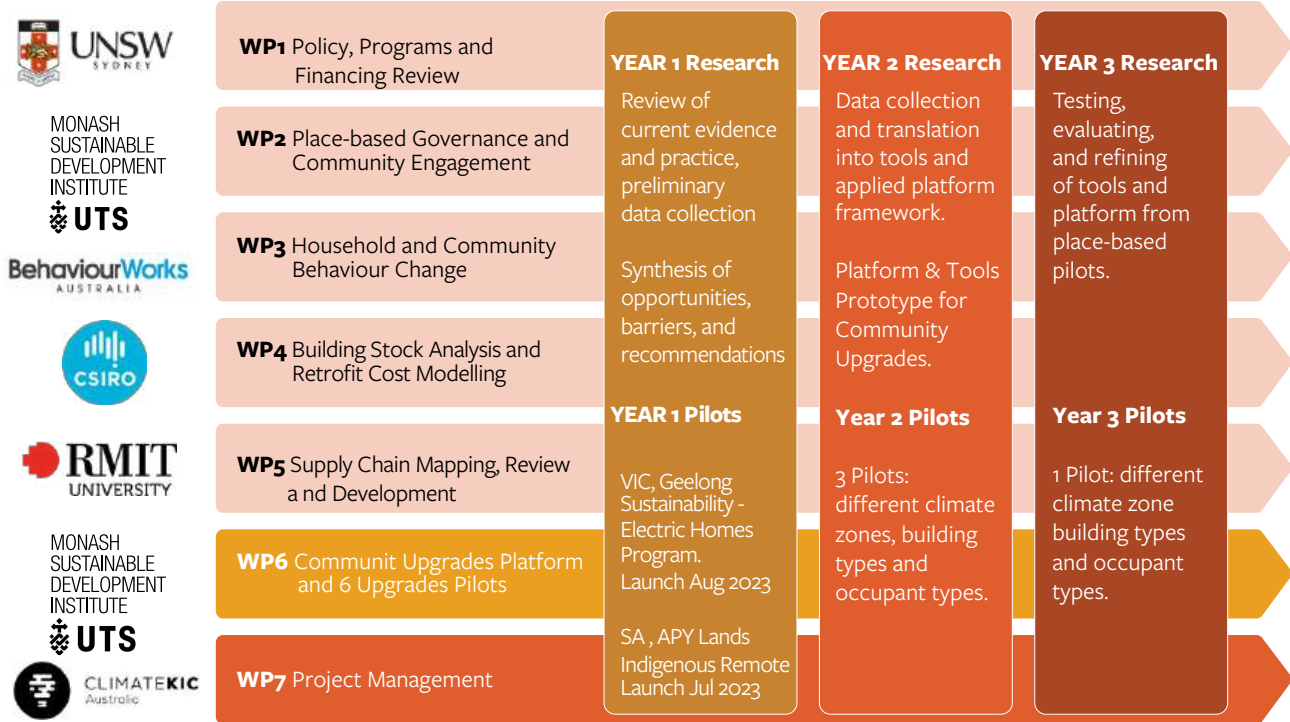 UNSW
SYDNEY
MONASH
SUSTAINABLE
DEVELOPMENT
INSTITUTE
UTS
BehaviourWorks
AUSTRALIA
CSIRO
RMIT
UNIVERSITY
MONASH
SUSTAINABLE
DEVELOPMENT
INSTITUTE
UTS
CLIMATEKIC
Australia
WP1 Policy, Programs and
Financing Review
WP2 Place-based Governance and
Community Engagement
WP3 Household and Community
Behaviour Change
WP4 Building Stock Analysis and
Retrofit Cost Modelling
WP5 Supply Chain Mapping, Review
a nd Development
WP6 Communit Upgrades Platform
and 6 Upgrades Pilots
WP7 Project Management
YEAR 1 Research
Review of
current evidence
and practice,
preliminary
data collection
Synthesis of
opportunities,
barriers, and
recommendations
YEAR 1 Pilots
VIC, Geelong
Sustainability -
Electric Homes
Program.
Launch Aug 2023
SA , APY Lands
Indigenous Remote
Launch Jul 2023
YEAR 2 Research
Data collection
and translation
into tools and
applied platform
framework.
Platform & Tools
Prototype for
Community
Upgrades.
Year 2 Pilots
3 Pilots:
different climate
zones, building
types and
occupant types.
YEAR 3 Research
Testing,
evaluating,
and refining
of tools and
platform from
place-based
pilots.
Year 3 Pilots
1 Pilot: different
climate zone
building types
and occupant
types.